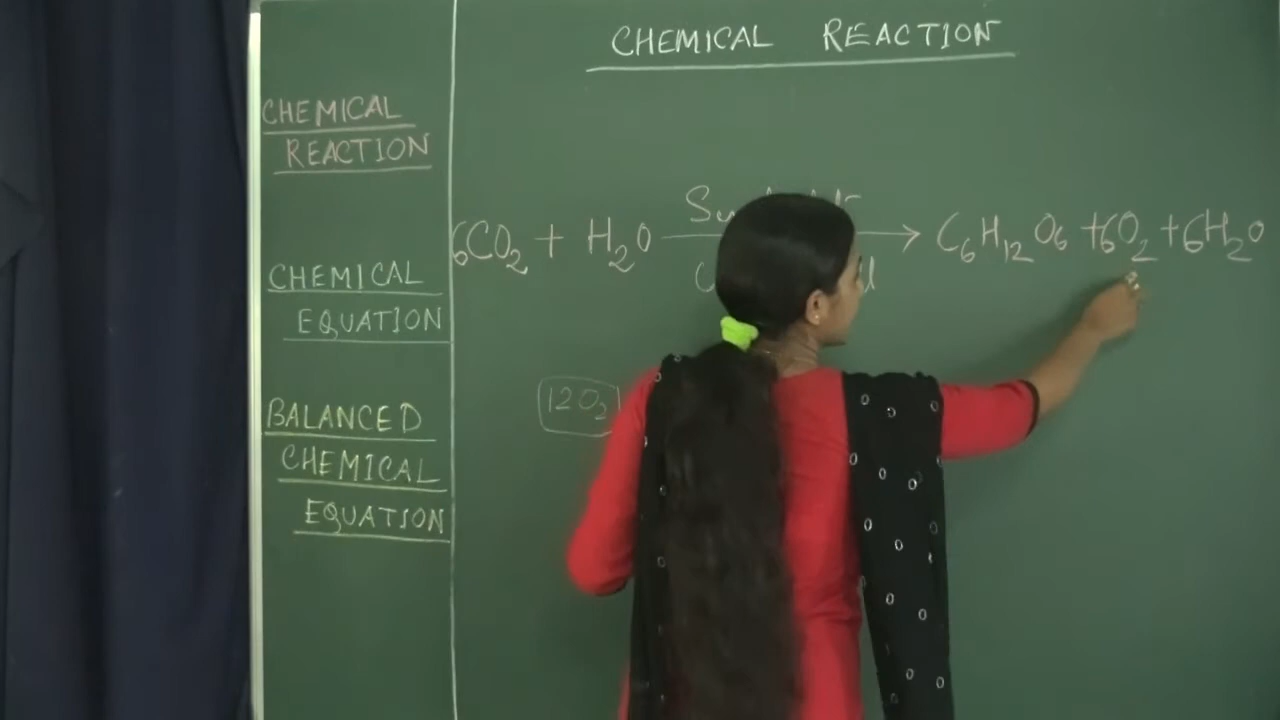 CHEMICAL REACTION
CHEMICAL
REACTION
CHEMICAL
EQUATION
BALANCED
CHEMICAL
EQUATION
6CO₂ + H₂O → C₆H₁₂O₆ +6O₂ +6H₂O
12O₂